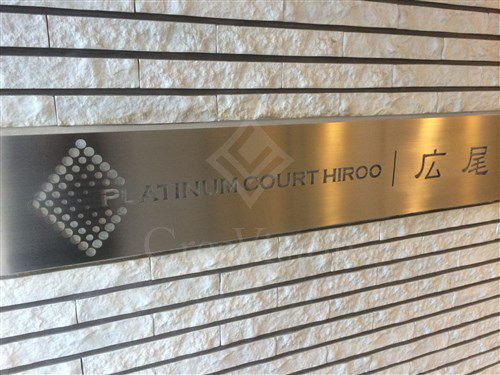 PLATINUM COURT HIROO | 広尾